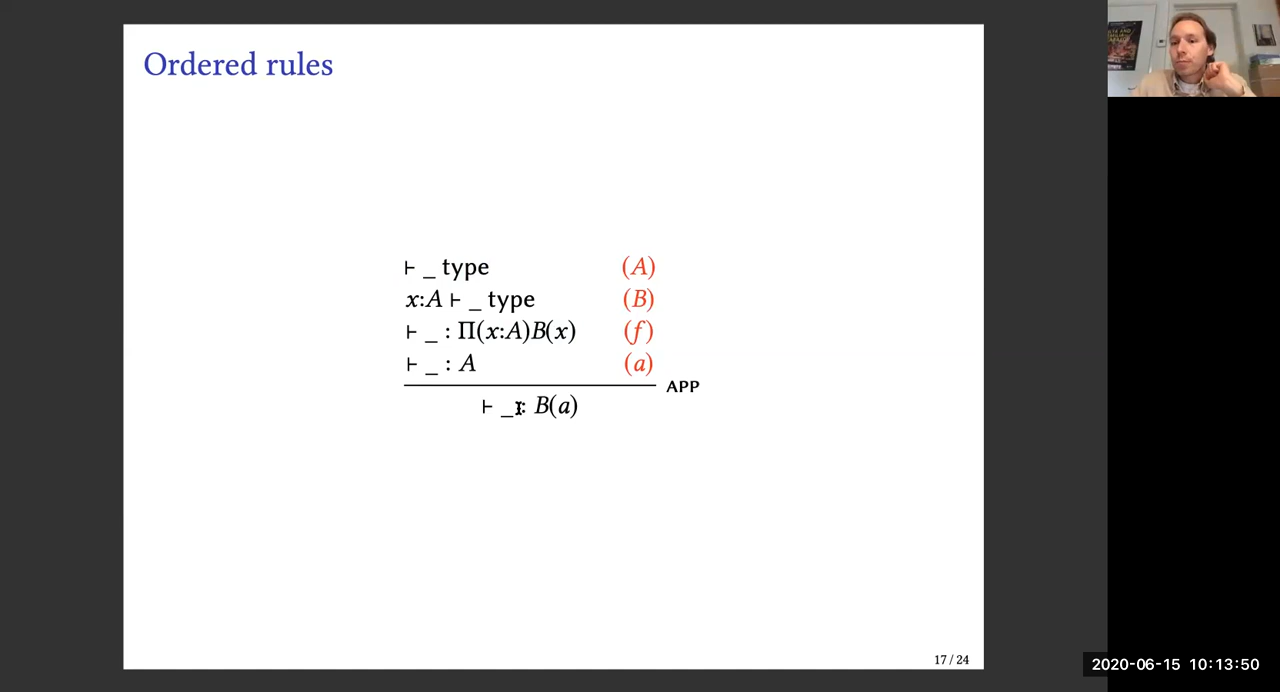 Ordered rules
⊢ _ type (A)
x:A ⊢ _ type (B)
⊢ _ : Π(x:A)B(x) (f)
⊢ _ : A (a)
APP
⊢ _ : B(a)
17 / 24
2020-06-15 10:13:50